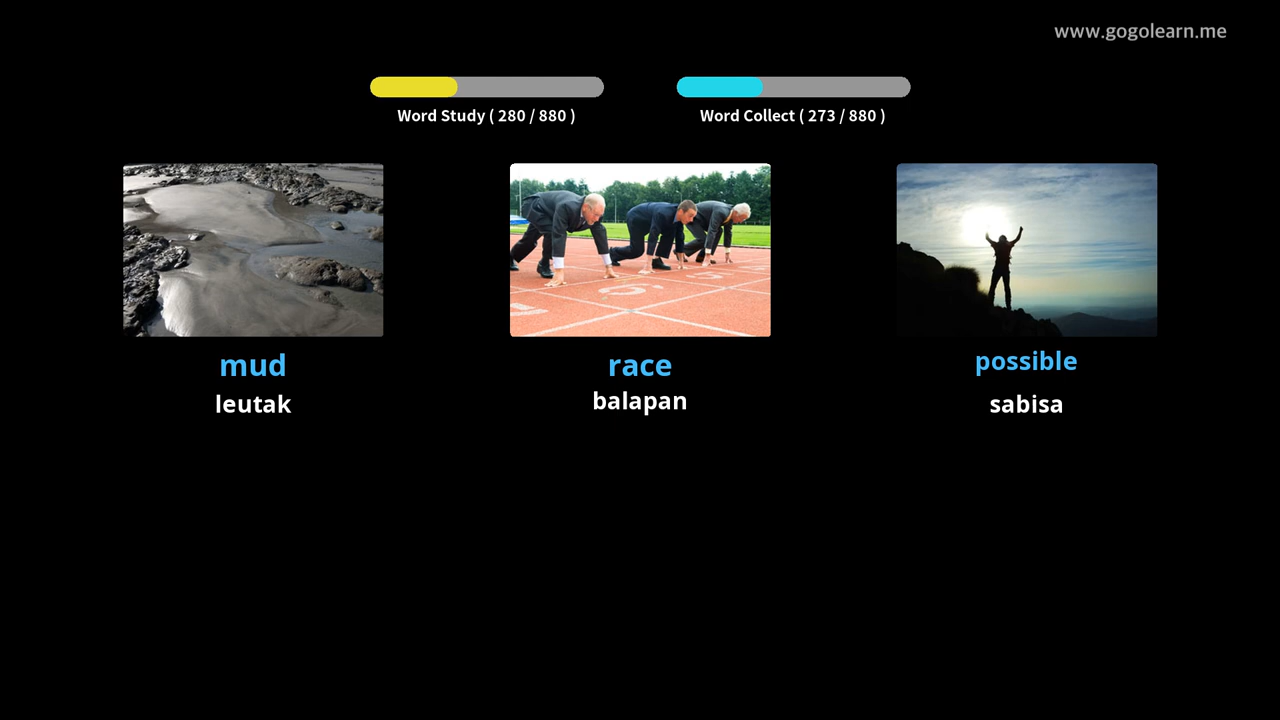 www.gogolearn.me
Word Study ( 280 / 880 )
Word Collect ( 273 / 880 )
mud
leutak
race
balapan
possible
sabisa